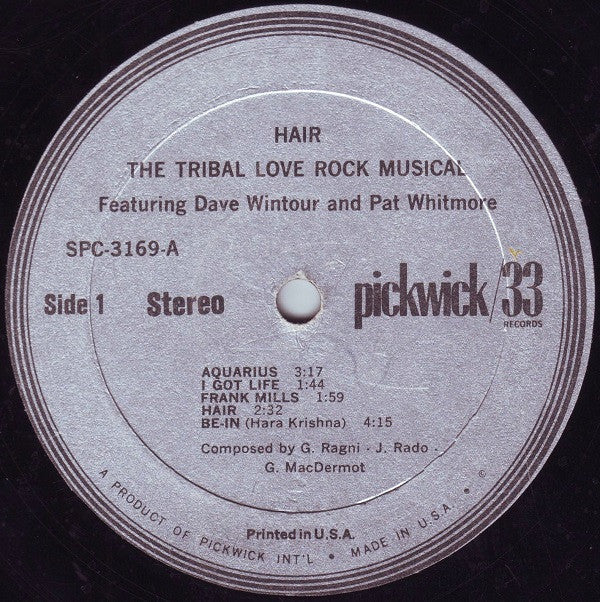 HAIR
THE TRIBAL LOVE ROCK MUSICAL
Featuring Dave Wintour and Pat Whitmore
SPC-3169-A
Side 1 Stereo
pickwick/33
RECORDS
AQUARIUS 3:17
I GOT LIFE 1:44
FRANK MILLS 1:59
HAIR 2:32
BE-IN (Hara Krishna) 4:15
Composed by G. Ragni - J. Rado -
G. MacDermot
Printed in U.S.A.
A PRODUCT OF PICKWICK INT'L • MADE IN U.S.A. • ©